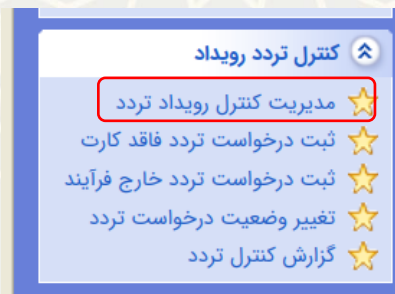 کنترل تردد رویداد
مدیریت کنترل رویداد تردد
ثبت درخواست تردد فاقد کارت
ثبت درخواست تردد خارج فرآیند
تغییر وضعیت درخواست تردد
گزارش کنترل تردد